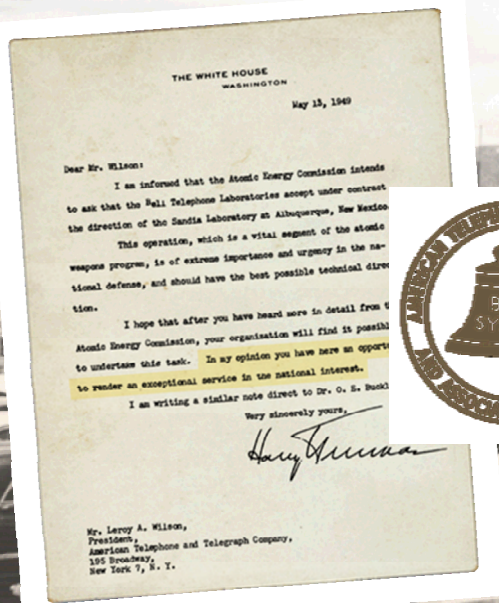 THE WHITE HOUSE
WASHINGTON
May 13, 1949
Dear Mr. Wilson:
I am informed that the Atomic Energy Commission intends
to ask that the Bell Telephone Laboratories accept under contract
the direction of the Sandia Laboratory at Albuquerque, New Mexico.
This operation, which is a vital segment of the atomic
weapons program, is of extreme importance and urgency in the na-
tional defense, and should have the best possible technical direc
tion.
I hope that after you have heard more in detail from t
Atomic Energy Commission, your organization will find it possibl
to undertake this task. In my opinion you have here an opportu
to render an exceptional service in the national interest.
I am writing a similar note direct to Dr. O. E. Buckl
Very sincerely yours,
Harry Truman
Mr. Leroy A. Wilson,
President,
American Telephone and Telegraph Company,
195 Broadway,
New York 7, N. Y.
AMERICAN TELEPH
AND ASSOCIA
SY